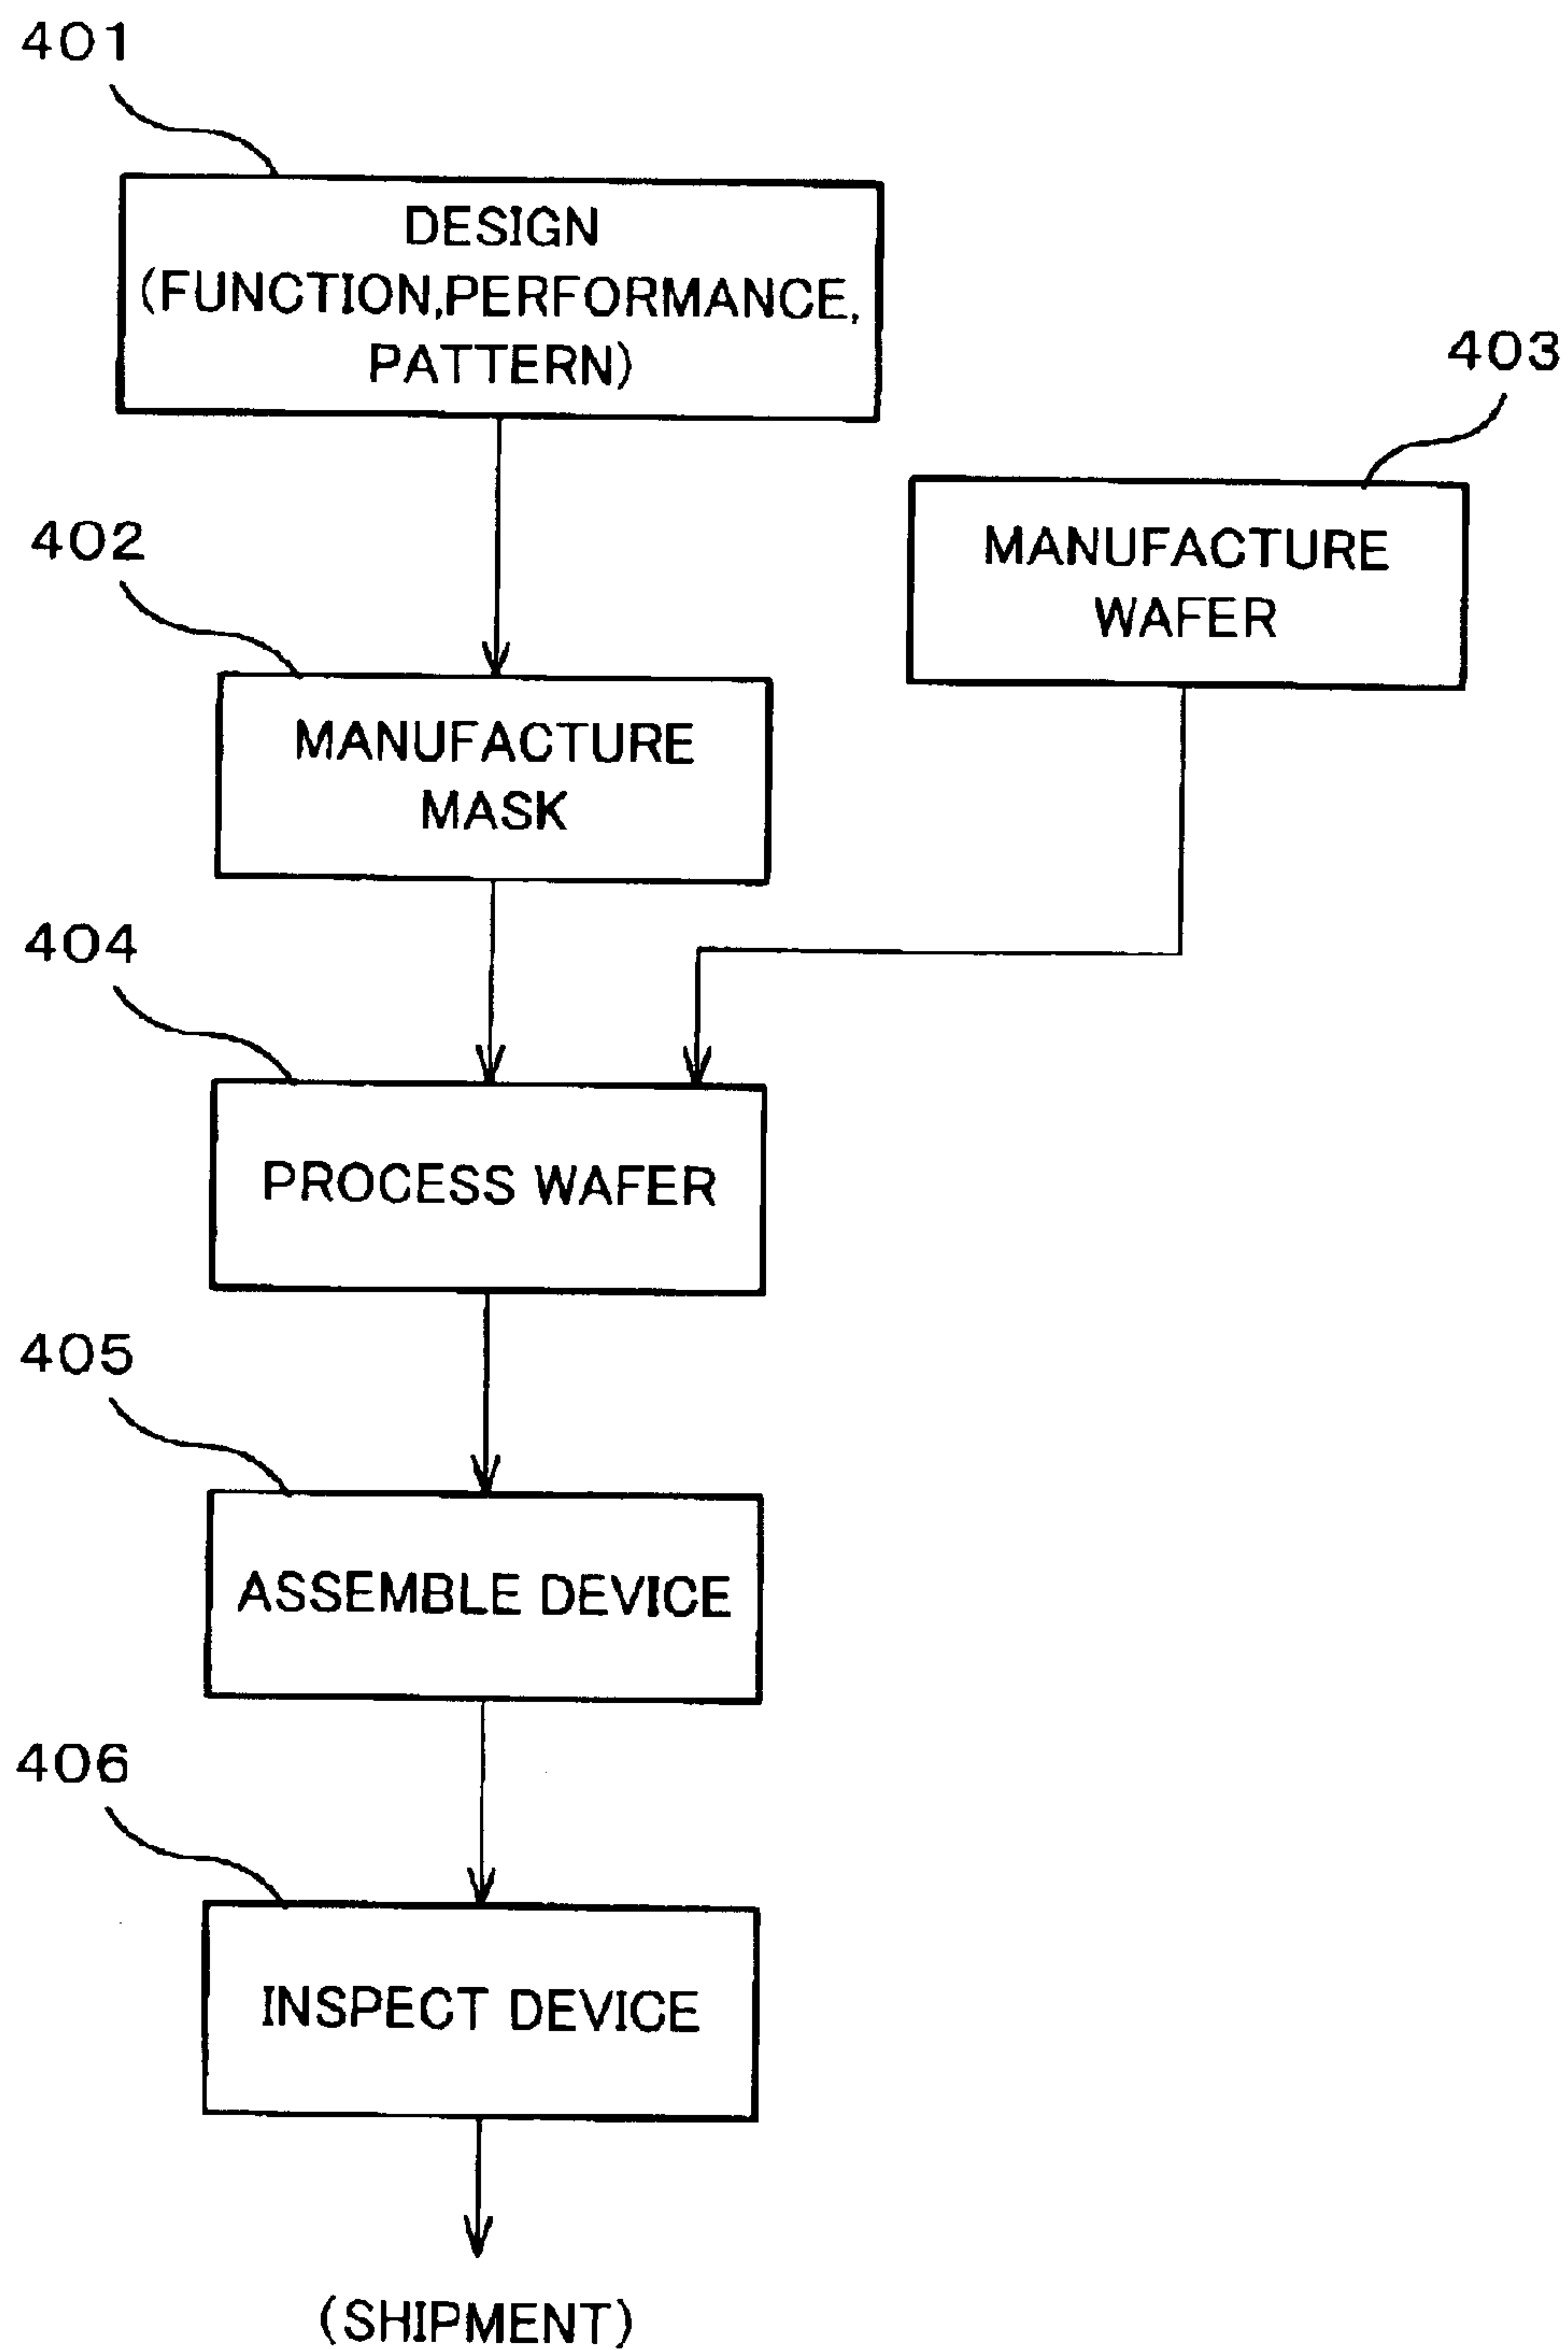 401
DESIGN
(FUNCTION,PERFORMANCE,
PATTERN)
403
MANUFACTURE
WAFER
402
MANUFACTURE
MASK
404
PROCESS WAFER
405
ASSEMBLE DEVICE
406
INSPECT DEVICE
(SHIPMENT)